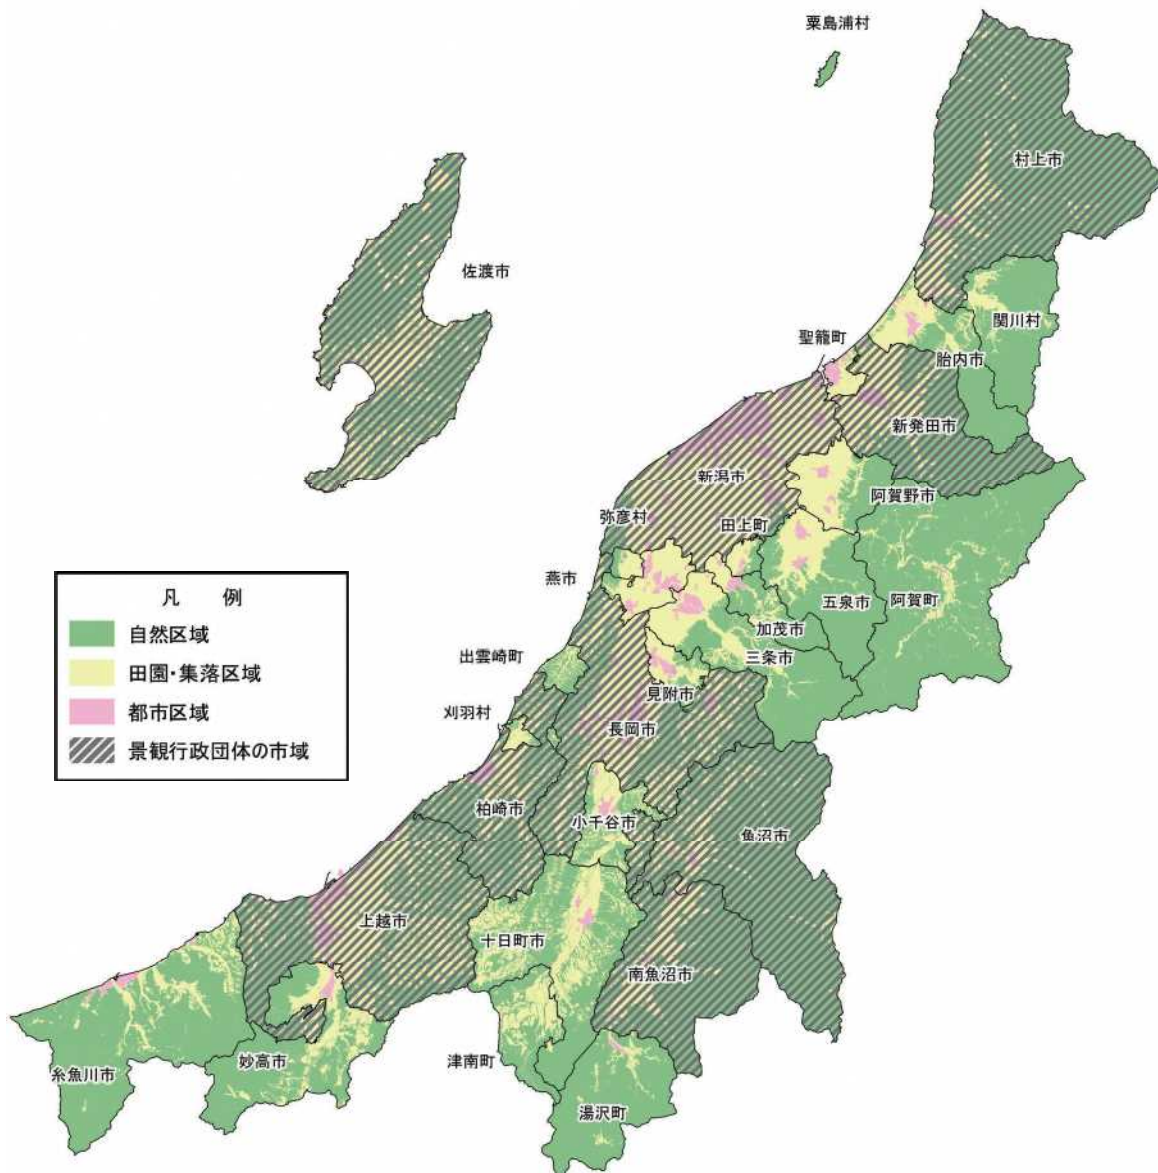 粟島浦村
村上市
佐渡市
関川村
聖籠町
胎内市
新発田市
新潟市
阿賀野市
弥彦村
田上町
燕市
五泉市
阿賀町
加茂市
出雲崎町
三条市
見附市
刈羽村
長岡市
柏崎市
小千谷市
魚沼市
上越市
十日町市
南魚沼市
妙高市
津南町
糸魚川市
湯沢町
凡 例
自然区域
田園・集落区域
都市区域
景観行政団体の市域